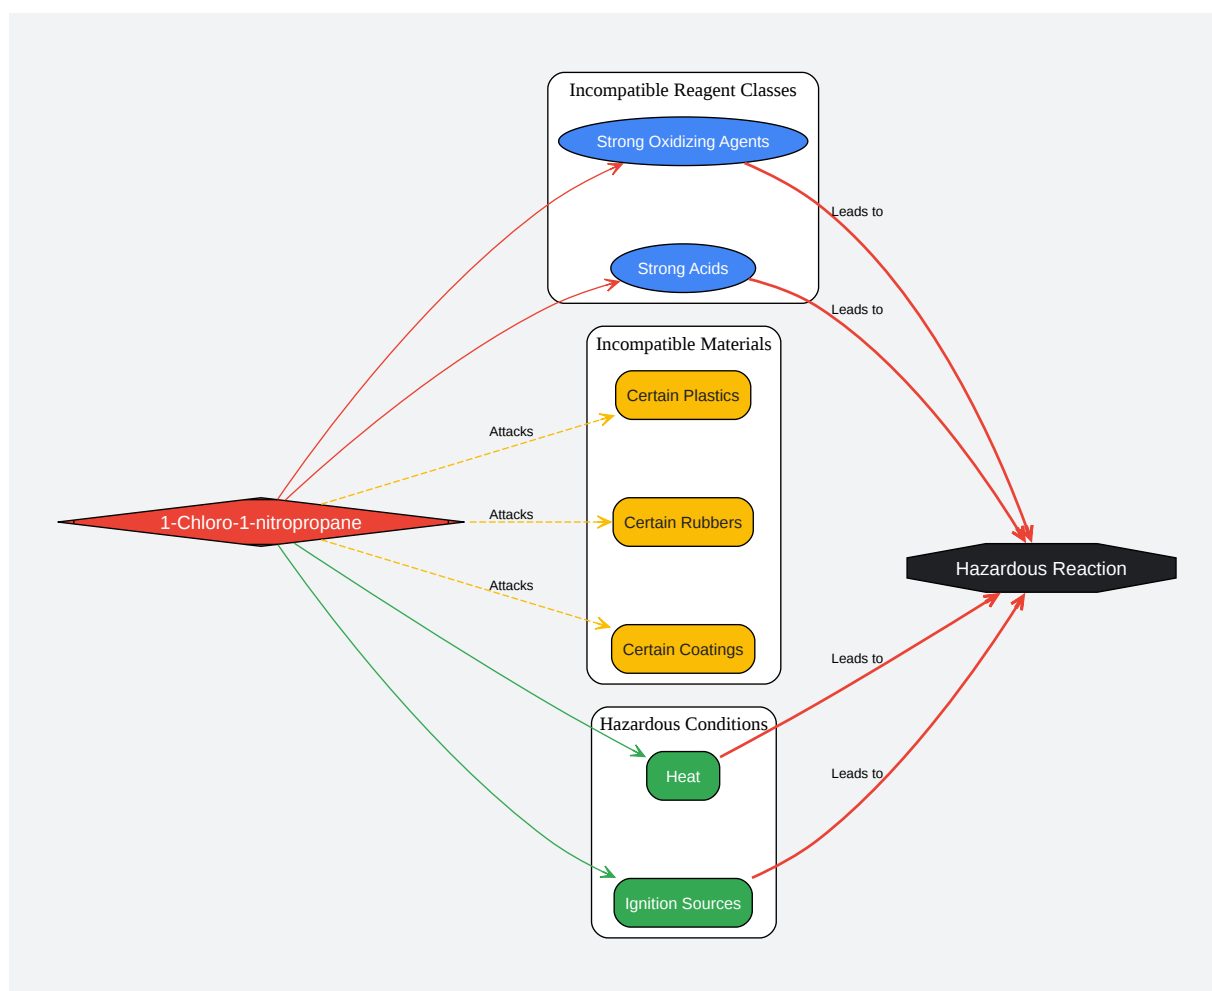 Incompatible Reagent Classes
Strong Oxidizing Agents
Leads to
Strong Acids
Leads to
Incompatible Materials
Certain Plastics
Attacks
Certain Rubbers
Attacks
1-Chloro-1-nitropropane
Hazardous Reaction
Attacks
Certain Coatings
Leads to
Hazardous Conditions
Heat
Leads to
Ignition Sources